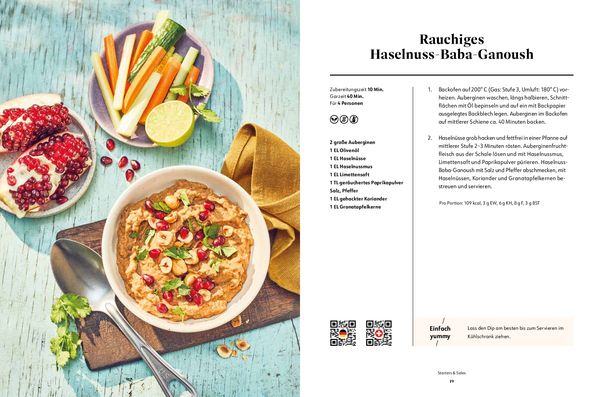 Rauchiges
Haselnuss-Baba-Ganoush
Zubereitungszeit 10 Min.
Garzeit 40 Min.
Für 4 Personen
2 große Auberginen
1 EL Olivenöl
1 EL Haselnüsse
1 EL Haselnussmus
1 EL Limettensaft
1 TL geräuchertes Paprikapulver
Salz, Pfeffer
1 EL gehackter Koriander
1 EL Granatapfelkerne
1. Backofen auf 200° C (Gas: Stufe 3, Umluft: 180° C) vor-
heizen. Auberginen waschen, längs halbieren, Schnitt-
flächen mit Öl bepinseln und auf ein mit Backpapier
ausgelegtes Backblech legen. Auberginen im Backofen
auf mittlerer Schiene ca. 40 Minuten backen.
2. Haselnüsse grob hacken und fettfrei in einer Pfanne auf
mittlerer Stufe 2–3 Minuten rösten. Auberginenfrucht-
fleisch aus der Schale lösen und mit Haselnussmus,
Limettensaft und Paprikapulver pürieren. Haselnuss-
Baba-Ganoush mit Salz und Pfeffer abschmecken, mit
Haselnüssen, Koriander und Granatapfelkernen be-
streuen und servieren.
Pro Portion: 109 kcal, 3 g EW, 6 g KH, 8 g F, 3 g BST
Einfach
yummy
Lass den Dip am besten bis zum Servieren im
Kühlschrank ziehen.
Starters & Sides
19